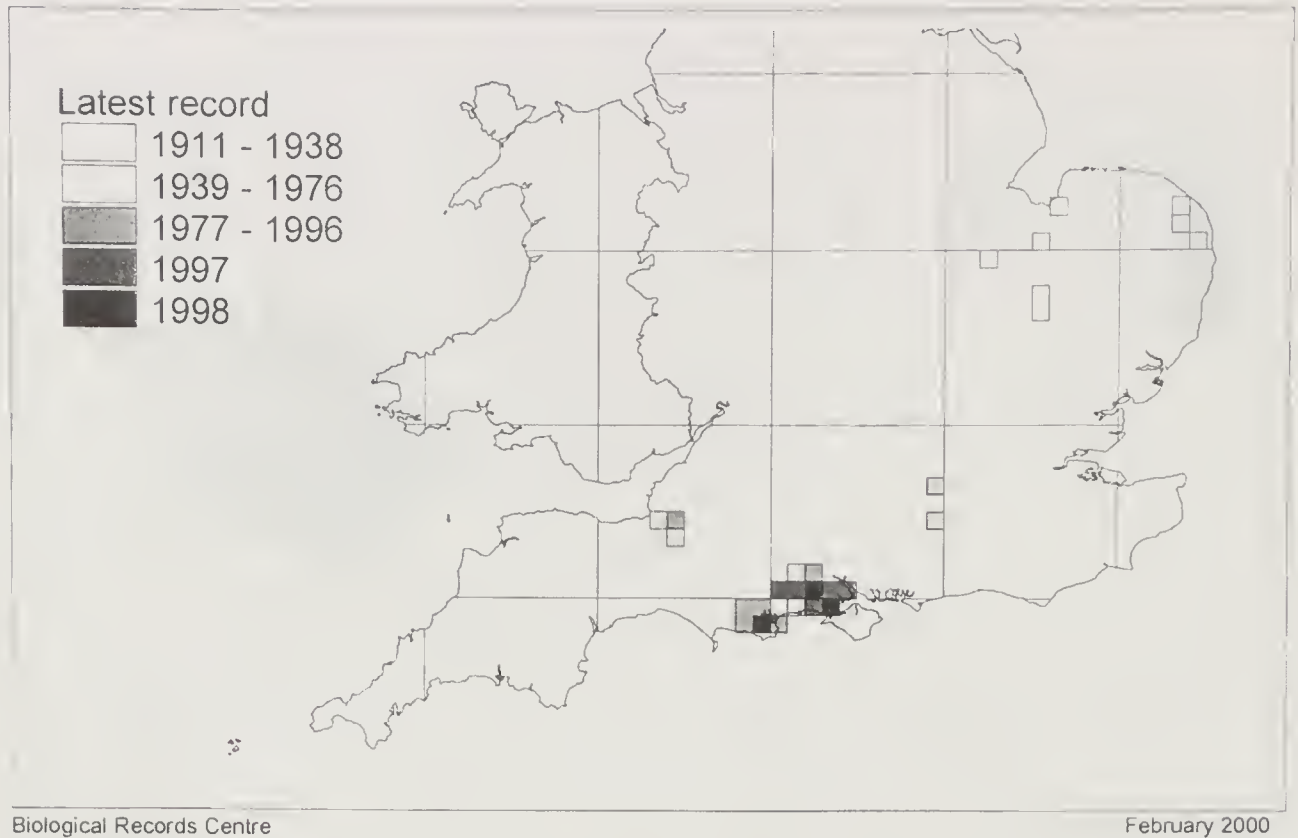 Latest record
1911 - 1938
1939 - 1976
1977 - 1996
1997
1998
Biological Records Centre
February 2000